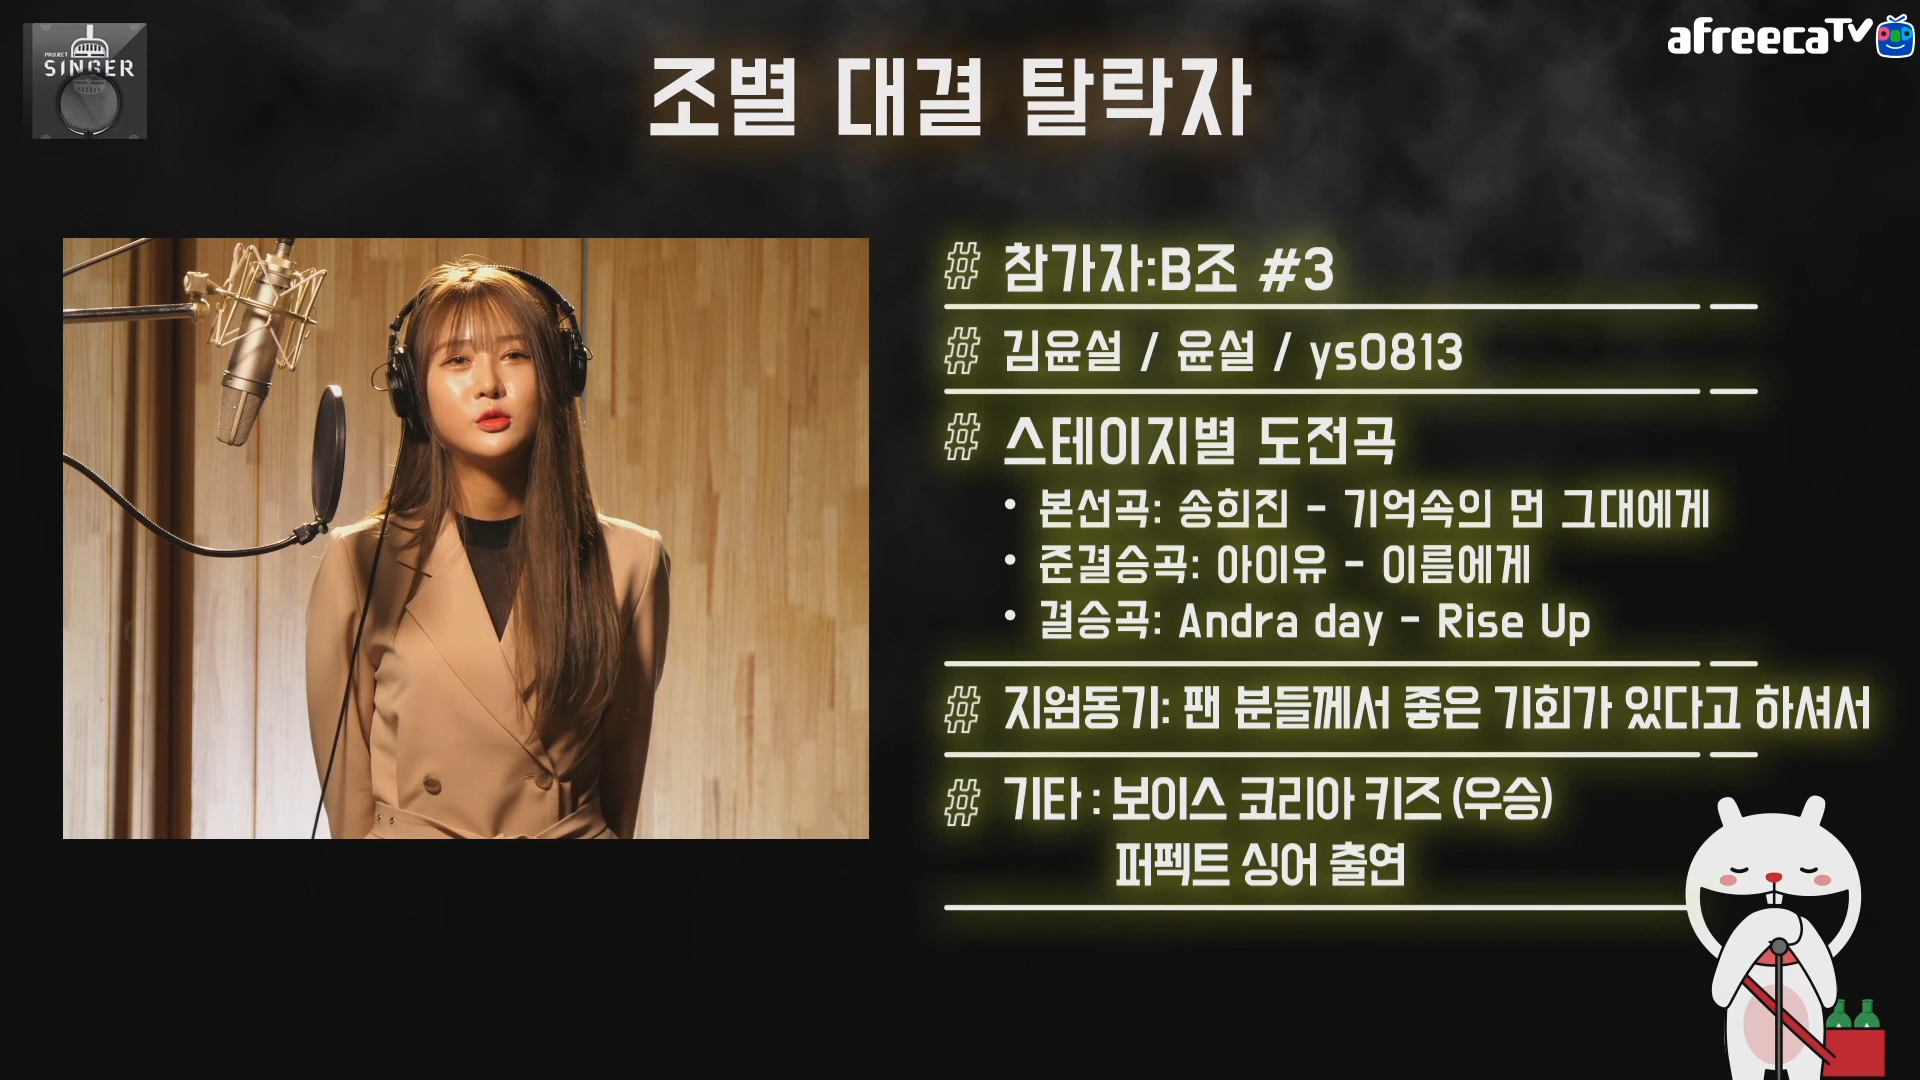 PROJECT
SINGER
afreecaTV
조별 대결 탈락자
# 참가자:B조 #3
# 김윤설 / 윤설 / ys0813
# 스테이지별 도전곡
• 본선곡: 송희진 - 기억속의 먼 그대에게
• 준결승곡: 아이유 - 이름에게
• 결승곡: Andra day - Rise Up
# 지원동기: 팬 분들께서 좋은 기회가 있다고 하셔서
# 기타 : 보이스 코리아 키즈 (우승)
퍼펙트 싱어 출연